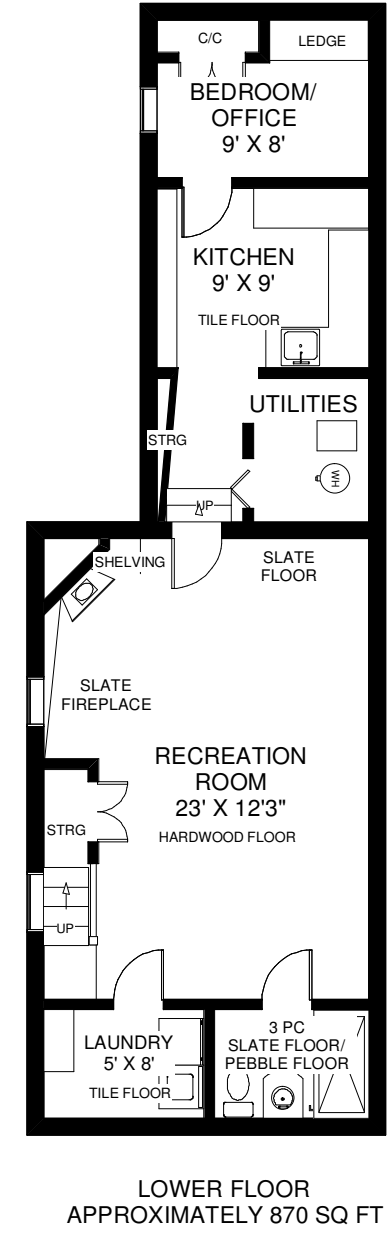 C/C
LEDGE
BEDROOM/
OFFICE
9' X 8'
KITCHEN
9' X 9'
TILE FLOOR
UTILITIES
STRG
WH
UP
SHELVING
SLATE
FLOOR
SLATE
FIREPLACE
RECREATION
ROOM
23' X 12'3"
HARDWOOD FLOOR
STRG
UP
LAUNDRY
5' X 8'
TILE FLOOR
3 PC
SLATE FLOOR/
PEBBLE FLOOR
LOWER FLOOR
APPROXIMATELY 870 SQ FT